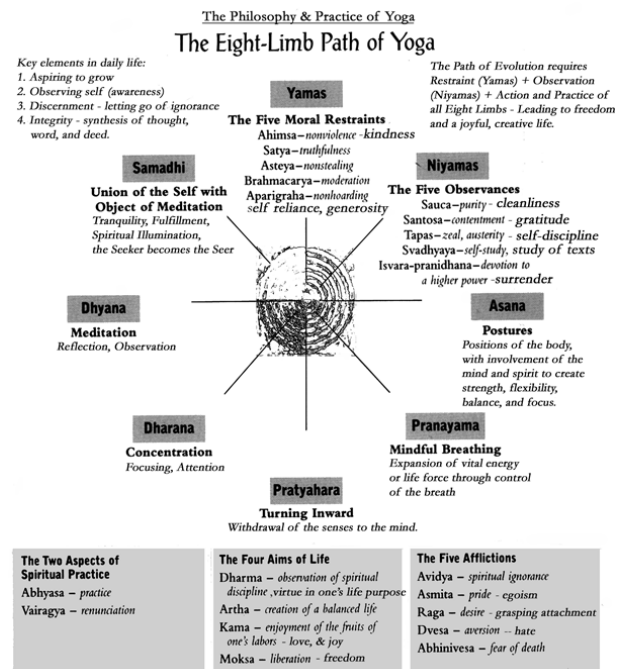 The Philosophy & Practice of Yoga
The Eight-Limb Path of Yoga
Key elements in daily life:
1. Aspiring to grow
2. Observing self (awareness)
3. Discernment - letting go of ignorance
4. Integrity - synthesis of thought,
word, and deed.
The Path of Evolution requires
Restraint (Yamas) + Observation
(Niyamas) + Action and Practice of
all Eight Limbs - Leading to freedom
and a joyful, creative life.
Yamas
The Five Moral Restraints
Ahimsa–nonviolence - kindness
Satya–truthfulness
Asteya–nonstealing
Brahmacarya–moderation
Aparigraha–nonhoarding
self reliance, generosity
Niyamas
The Five Observances
Sauca–purity - cleanliness
Santosa–contentment - gratitude
Tapas–zeal, austerity - self-discipline
Svadhyaya–self-study, study of texts
Isvara-pranidhana–devotion to
a higher power -surrender
Asana
Postures
Positions of the body,
with involvement of the
mind and spirit to create
strength, flexibility,
balance, and focus.
Pranayama
Mindful Breathing
Expansion of vital energy
or life force through control
of the breath
Pratyahara
Turning Inward
Withdrawal of the senses to the mind.
Dharana
Concentration
Focusing, Attention
Dhyana
Meditation
Reflection, Observation
Samadhi
Union of the Self with
Object of Meditation
Tranquility, Fulfillment,
Spiritual Illumination,
the Seeker becomes the Seer
The Two Aspects of
Spiritual Practice
Abhyasa – practice
Vairagya – renunciation
The Four Aims of Life
Dharma – observation of spiritual
discipline ,virtue in one's life purpose
Artha – creation of a balanced life
Kama – enjoyment of the fruits of
one's labors - love, & joy
Moksa – liberation - freedom
The Five Afflictions
Avidya – spiritual ignorance
Asmita – pride - egoism
Raga – desire - grasping attachment
Dvesa – aversion -- hate
Abhinivesa – fear of death